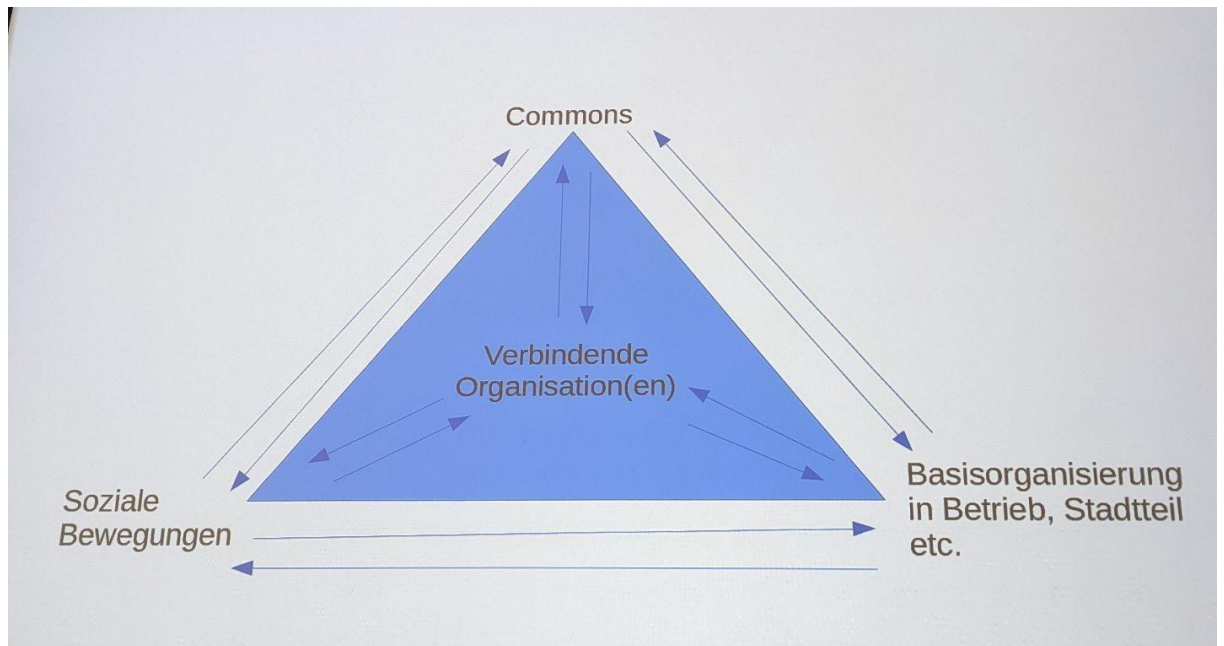 Commons
Verbindende
Organisation(en)
Soziale
Bewegungen
Basisorganisierung
in Betrieb, Stadtteil
etc.